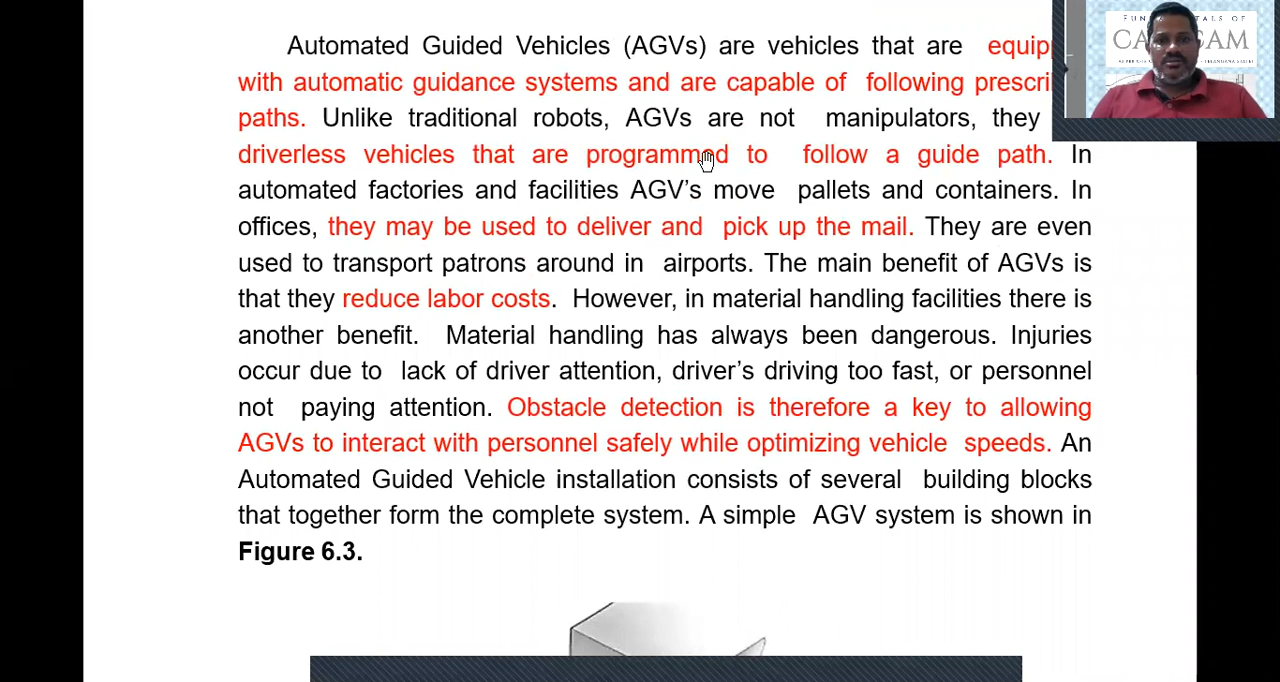 Automated Guided Vehicles (AGVs) are vehicles that are
with automatic guidance systems and are capable of following
paths. Unlike traditional robots, AGVs are not manipulators, they
driverless vehicles that are programmed to follow a guide path. In
automated factories and facilities AGV’s move pallets and containers. In
offices, they may be used to deliver and pick up the mail. They are even
used to transport patrons around in airports. The main benefit of AGVs is
that they reduce labor costs. However, in material handling facilities there is
another benefit. Material handling has always been dangerous. Injuries
occur due to lack of driver attention, driver’s driving too fast, or personnel
not paying attention. Obstacle detection is therefore a key to allowing
AGVs to interact with personnel safely while optimizing vehicle speeds. An
Automated Guided Vehicle installation consists of several building blocks
that together form the complete system. A simple AGV system is shown in
Figure 6.3.